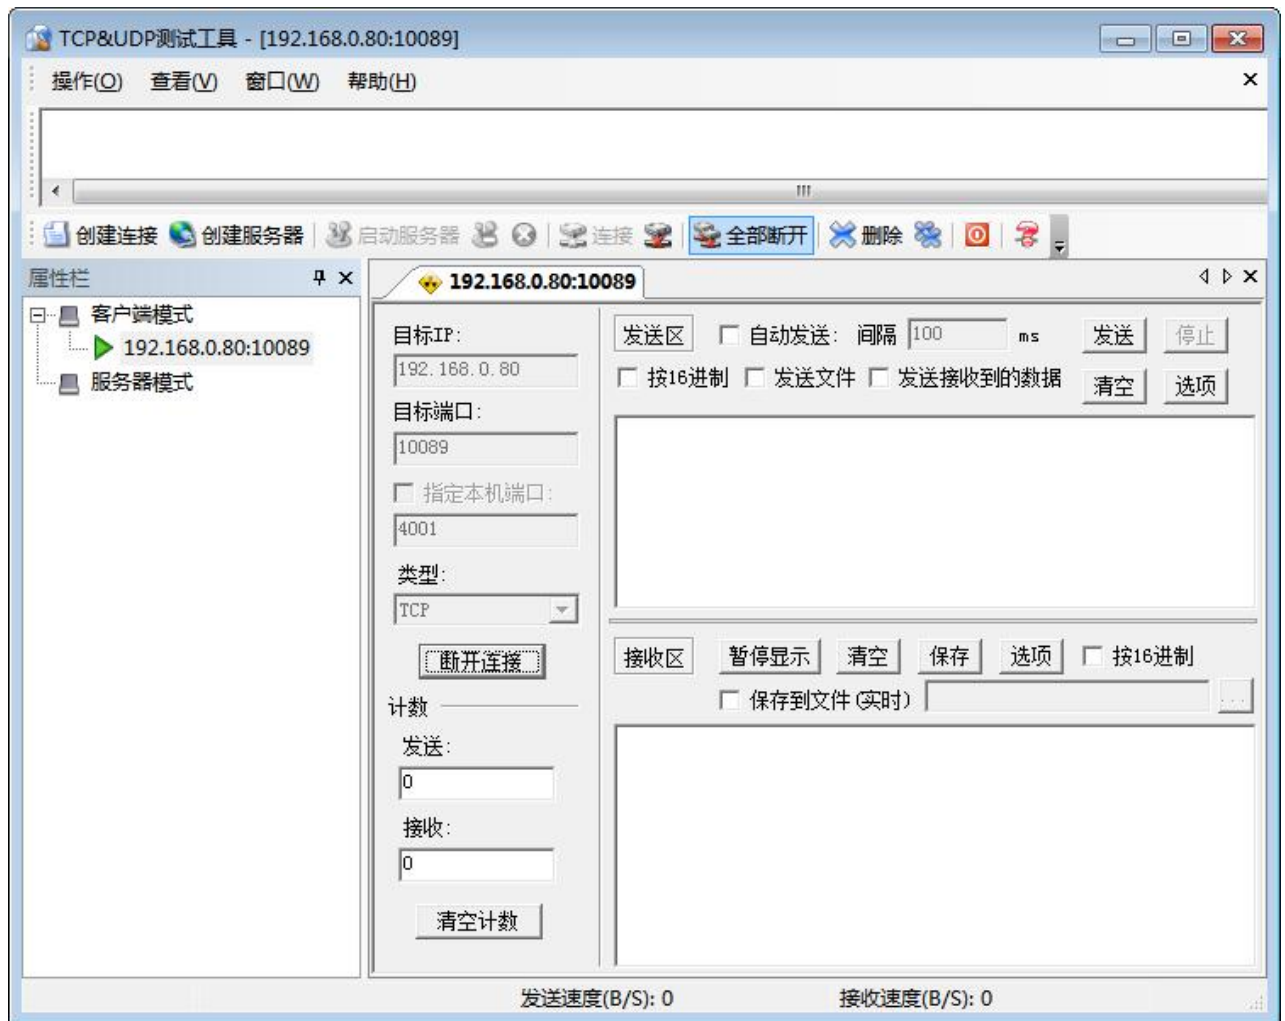 TCP&UDP测试工具 - [192.168.0.80:10089]
操作(O) 查看(V) 窗口(W) 帮助(H)
创建连接 创建服务器 启动服务器 连接 全部断开 删除
属性栏
客户端模式
192.168.0.80:10089
服务器模式
192.168.0.80:10089
目标IP:
192.168.0.80
目标端口:
10089
指定本机端口:
4001
类型:
TCP
断开连接
计数
发送:
0
接收:
0
清空计数
发送区 自动发送: 间隔 100 ms 发送 停止
按16进制 发送文件 发送接收到的数据 清空 选项
接收区 暂停显示 清空 保存 选项 按16进制
保存到文件(实时) ...
发送速度(B/S): 0 接收速度(B/S): 0